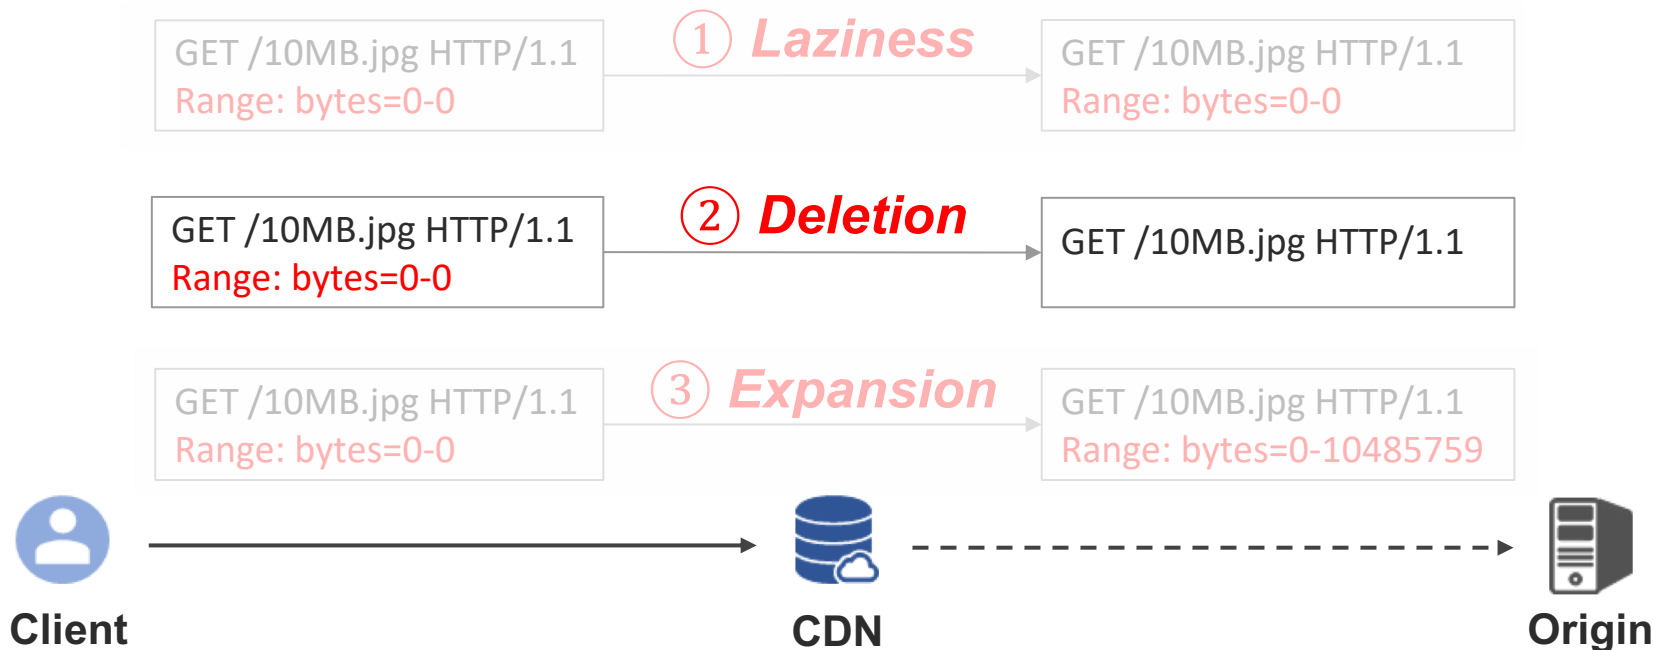 ① Laziness
GET /10MB.jpg HTTP/1.1
Range: bytes=0-0
GET /10MB.jpg HTTP/1.1
Range: bytes=0-0
② Deletion
GET /10MB.jpg HTTP/1.1
Range: bytes=0-0
GET /10MB.jpg HTTP/1.1
③ Expansion
GET /10MB.jpg HTTP/1.1
Range: bytes=0-0
GET /10MB.jpg HTTP/1.1
Range: bytes=0-10485759
Client
CDN
Origin